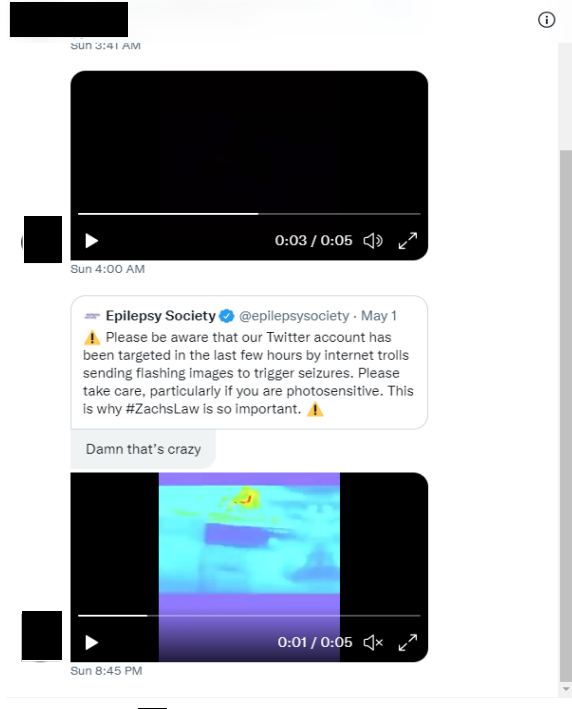 Sun 3:41 AM
0:03 / 0:05
Sun 4:00 AM
Epilepsy Society @epilepsysociety · May 1
⚠️ Please be aware that our Twitter account has
been targeted in the last few hours by internet trolls
sending flashing images to trigger seizures. Please
take care, particularly if you are photosensitive. This
is why #ZachsLaw is so important. ⚠️
Damn that's crazy
0:01 / 0:05
Sun 8:45 PM